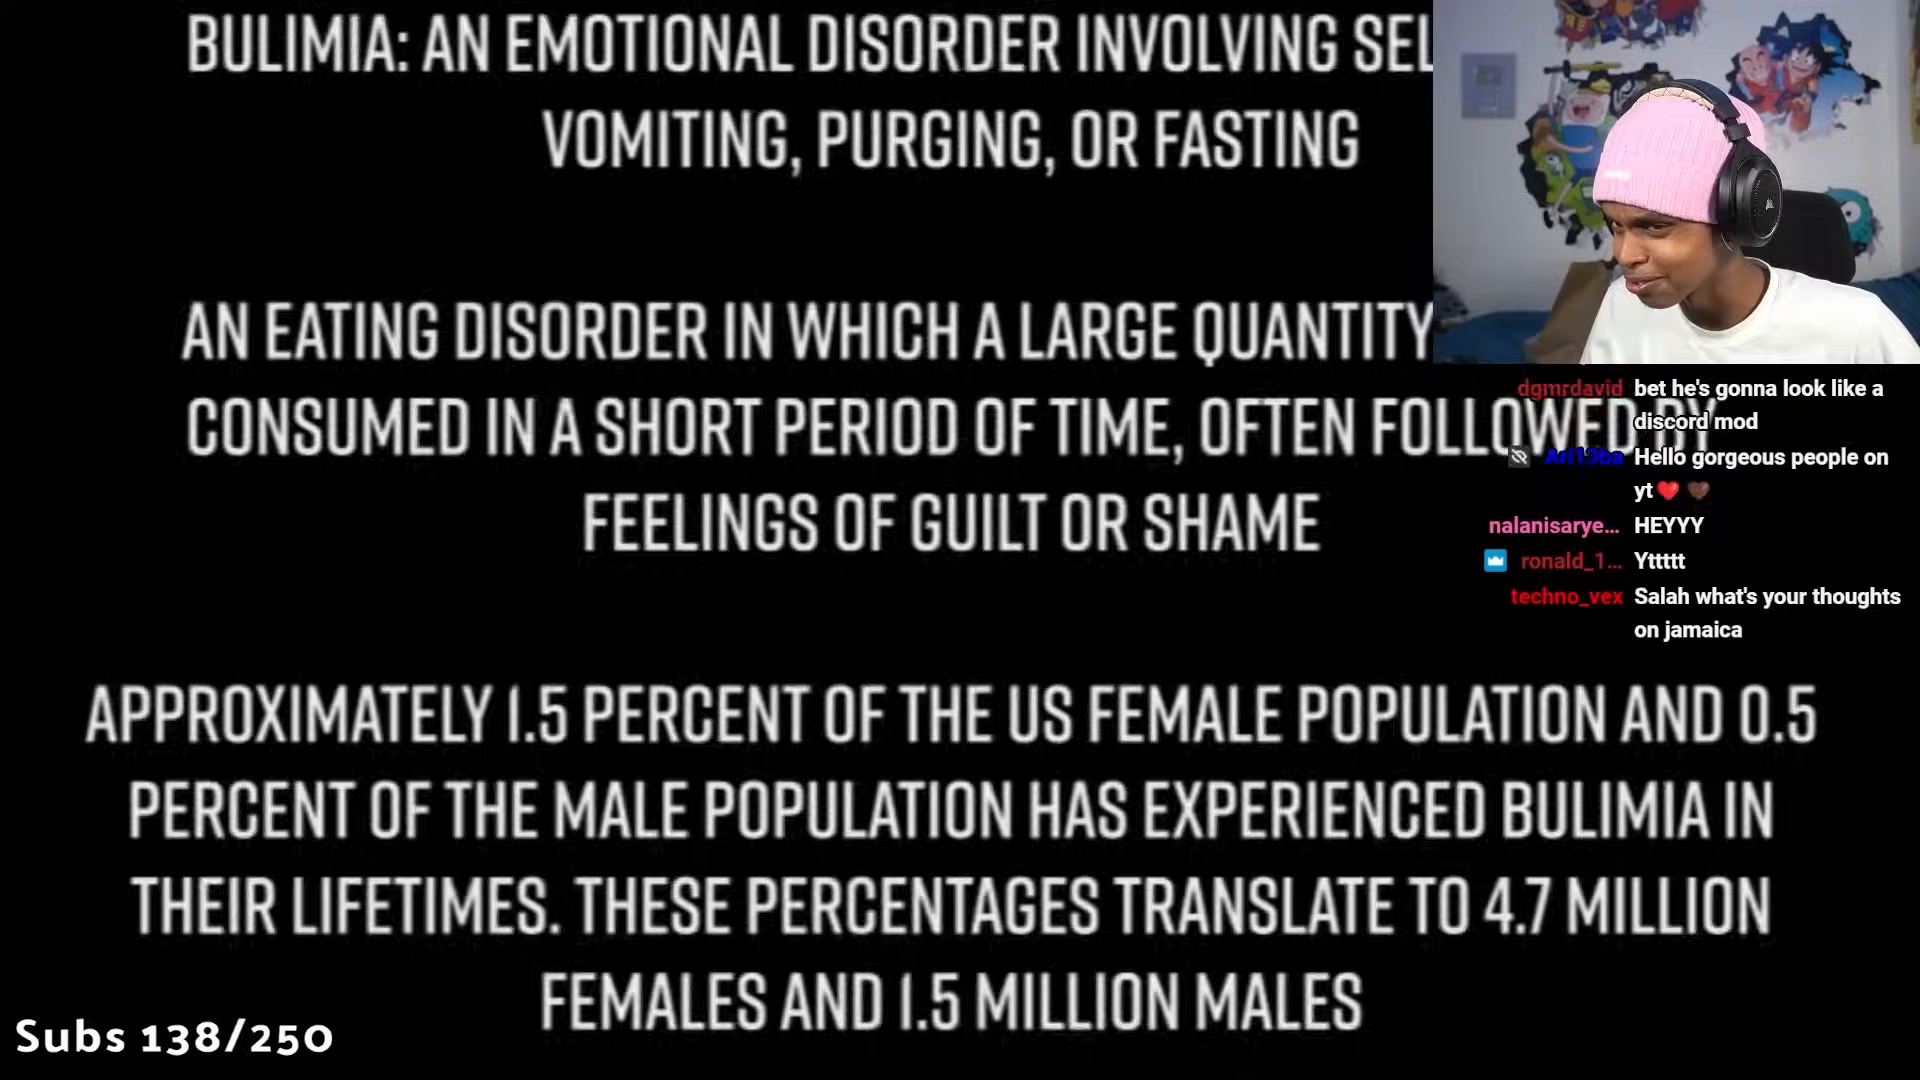 BULIMIA: AN EMOTIONAL DISORDER INVOLVING SEL
VOMITING, PURGING, OR FASTING
AN EATING DISORDER IN WHICH A LARGE QUANTITY
CONSUMED IN A SHORT PERIOD OF TIME, OFTEN FOLLOWED BY
FEELINGS OF GUILT OR SHAME
APPROXIMATELY 1.5 PERCENT OF THE US FEMALE POPULATION AND 0.5
PERCENT OF THE MALE POPULATION HAS EXPERIENCED BULIMIA IN
THEIR LIFETIMES. THESE PERCENTAGES TRANSLATE TO 4.7 MILLION
FEMALES AND 1.5 MILLION MALES
dgmrdavid bet he's gonna look like a
discord mod
Hello gorgeous people on
yt❤️ 🤎
nalanisarye... HEYYY
ronald_1... Yttttt
techno_vex Salah what's your thoughts
on jamaica
Subs 138/250